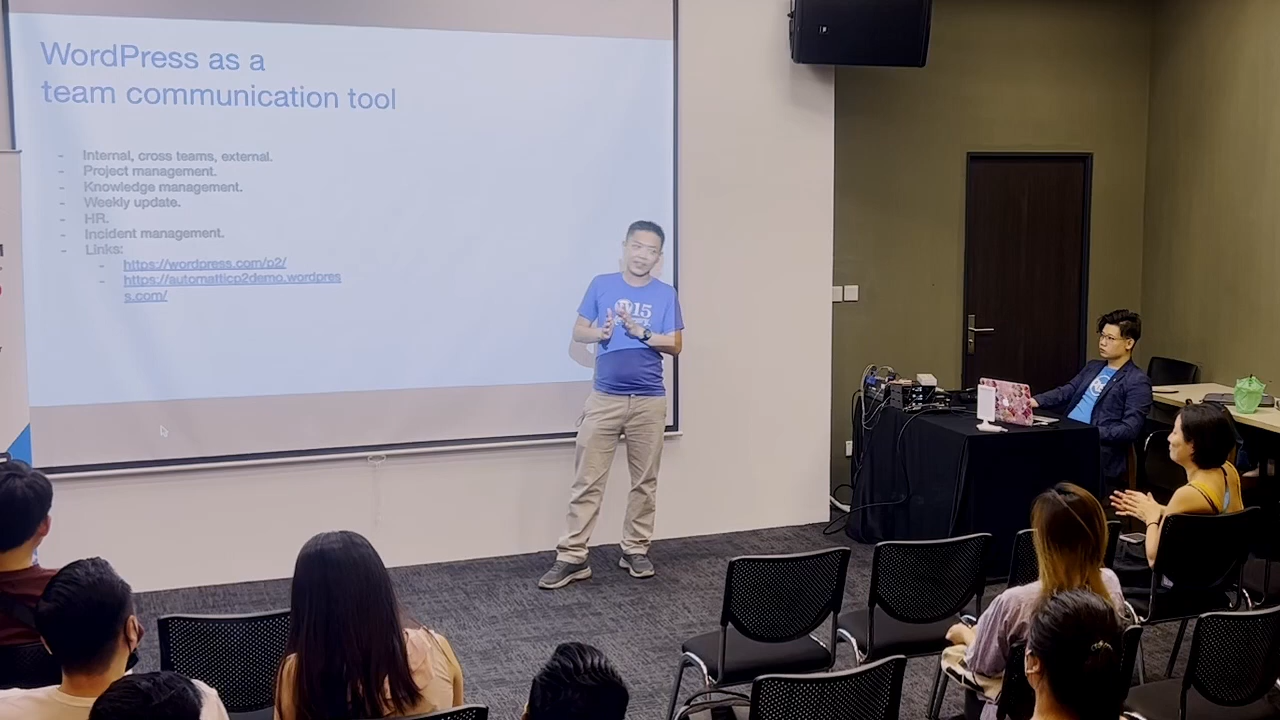 WordPress as a
team communication tool
- Internal, cross teams, external.
- Project management.
- Knowledge management.
- Weekly update.
- HR.
- Incident management.
- Links:
- https://wordpress.com/p2/
- https://automatticp2demo.wordpres
s.com/
15